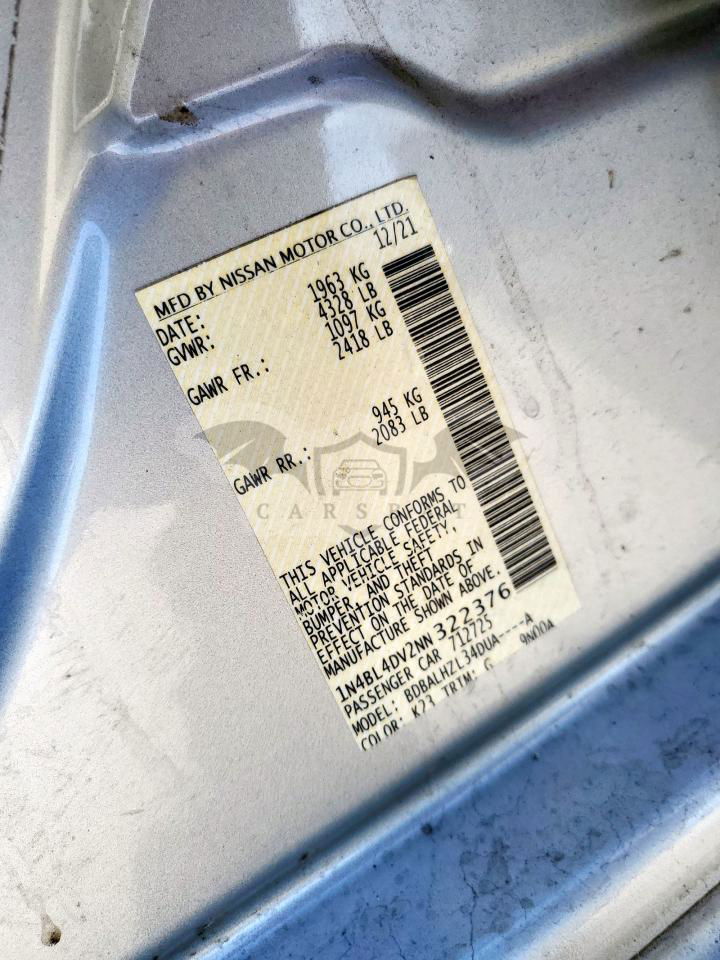 MFD BY NISSAN MOTOR CO., LTD.
DATE: 12/21
GVWR: 1963 KG
4328 LB
GAWR FR.: 1097 KG
2418 LB
GAWR RR.: 945 KG
2083 LB
THIS VEHICLE CONFORMS TO
ALL APPLICABLE FEDERAL
MOTOR VEHICLE SAFETY,
BUMPER, AND THEFT
PREVENTION STANDARDS IN
EFFECT ON THE DATE OF
MANUFACTURE SHOWN ABOVE.
1N4BL4DV2NN322376
PASSENGER CAR 712725
MODEL: BDBALHZL34DUA----A
COLOR: K23 TRIM: G 9N00A